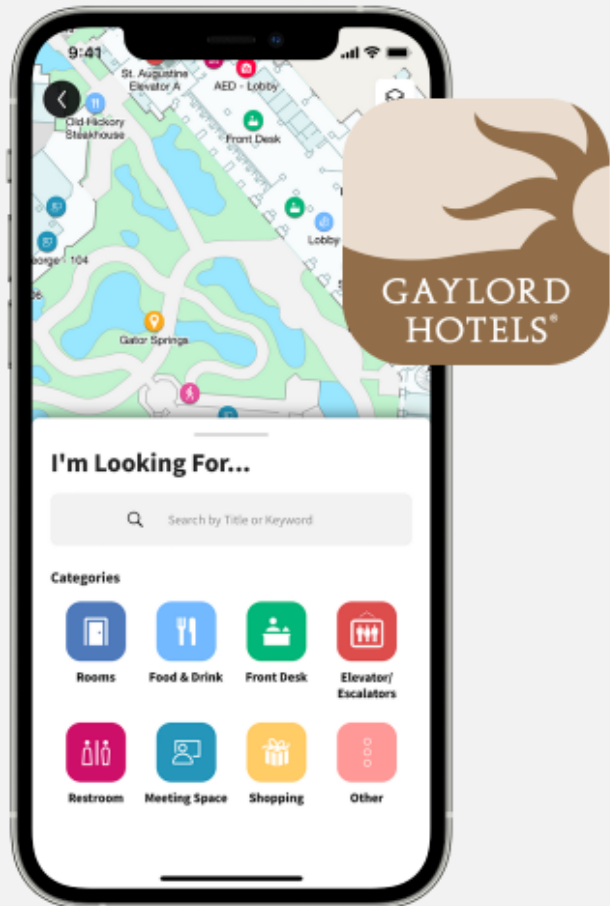 9:41
St. Augustine
Elevator A
AED - Lobby
Old Hickory
Steakhouse
Front Desk
Lobby
eorge - 104
06
Gator Springs
GAYLORD
HOTELS®
I'm Looking For...
Search by Title or Keyword
Categories
Rooms
Food & Drink
Front Desk
Elevator/
Escalators
Restroom
Meeting Space
Shopping
Other